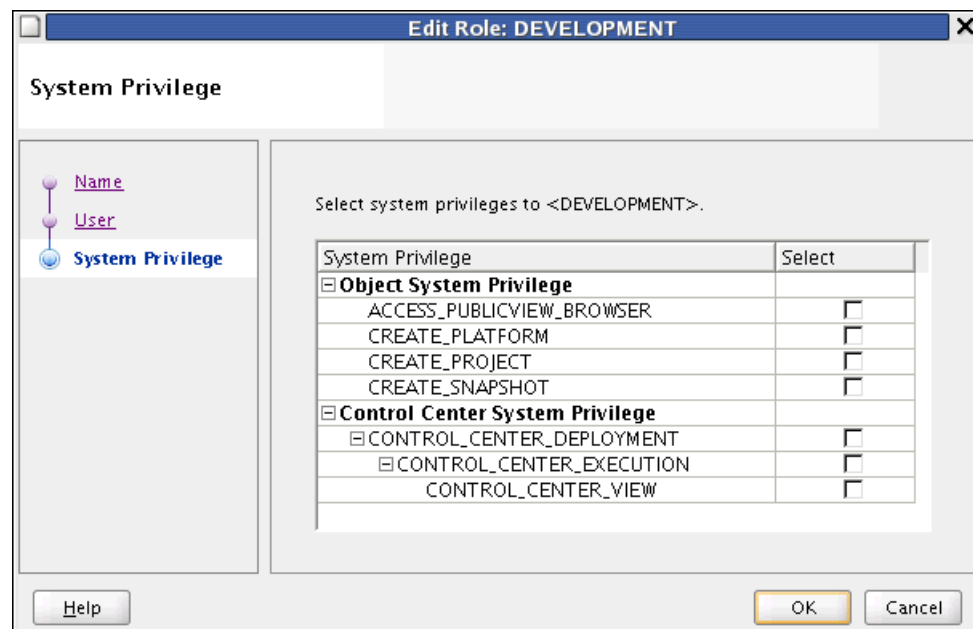 Edit Role: DEVELOPMENT
System Privilege
Name
User
System Privilege
Select system privileges to <DEVELOPMENT>.
System Privilege Select
Object System Privilege
ACCESS_PUBLICVIEW_BROWSER
CREATE_PLATFORM
CREATE_PROJECT
CREATE_SNAPSHOT
Control Center System Privilege
CONTROL_CENTER_DEPLOYMENT
CONTROL_CENTER_EXECUTION
CONTROL_CENTER_VIEW
Help OK Cancel